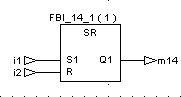 FBI_14_1(1)
SR
i1 S1 Q1 m14
i2 R